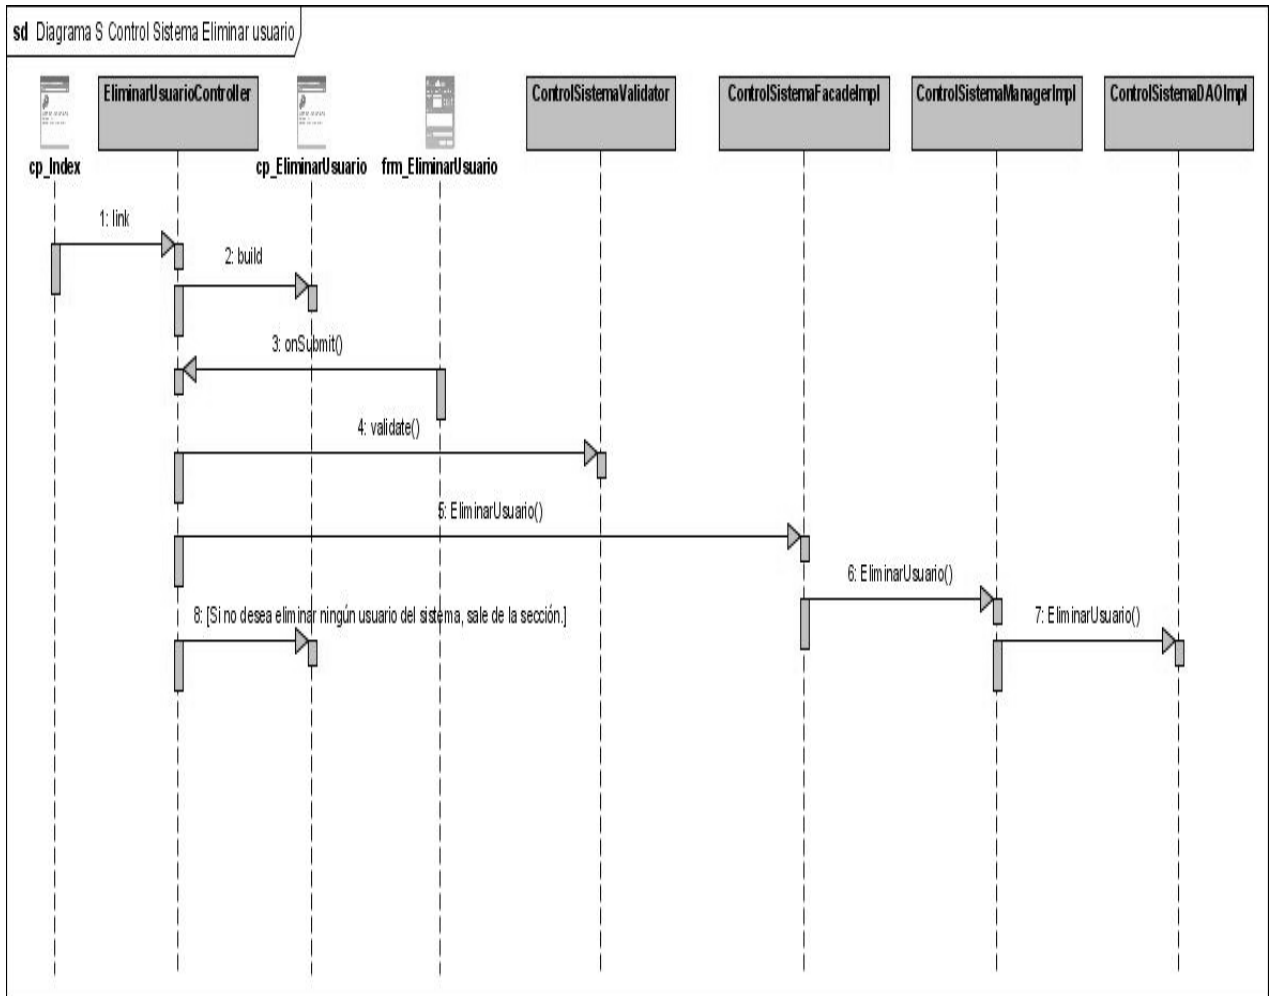 sd Diagrama S Control Sistema Eliminar usuario
EliminarUsuarioController
ControlSistemaValidator
ControlSistemaFacadeImpl
ControlSistemaManagerImpl
ControlSistemaDAOImpl
cp_Index
cp_EliminarUsuario
frm_EliminarUsuario
1: link
2: build
3: onSubmit()
4: validate()
5: EliminarUsuario()
6: EliminarUsuario()
8: [Si no desea eliminar ningún usuario del sistema, sale de la sección.]
7: EliminarUsuario()